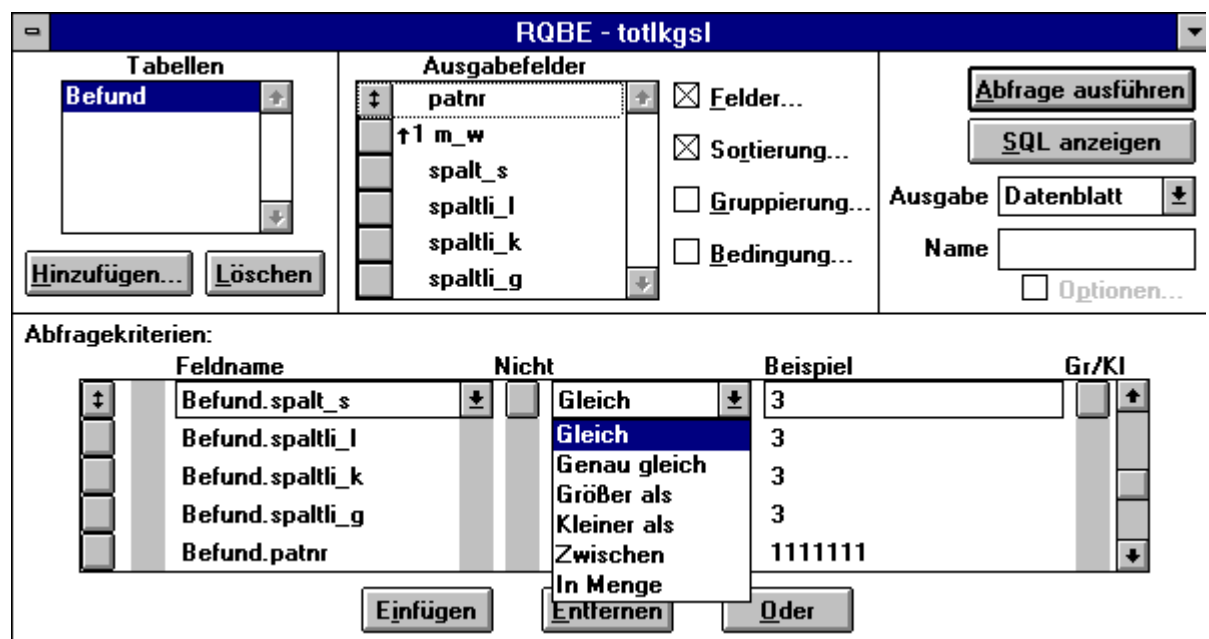 RQBE - totlkgsl
Tabellen
Befund
Hinzufügen...
Löschen
Ausgabefelder
patnr
↑1 m_w
spalt_s
spaltli_l
spaltli_k
spaltli_g
Felder...
Sortierung...
Gruppierung...
Bedingung...
Abfrage ausführen
SQL anzeigen
Ausgabe Datenblatt
Name
Optionen...
Abfragekriterien:
Feldname Nicht Beispiel Gr/Kl
Befund.spalt_s Gleich 3
Befund.spaltli_l 3
Befund.spaltli_k 3
Befund.spaltli_g 3
Befund.patnr 1111111
Gleich
Genau gleich
Größer als
Kleiner als
Zwischen
In Menge
Einfügen Entfernen Oder